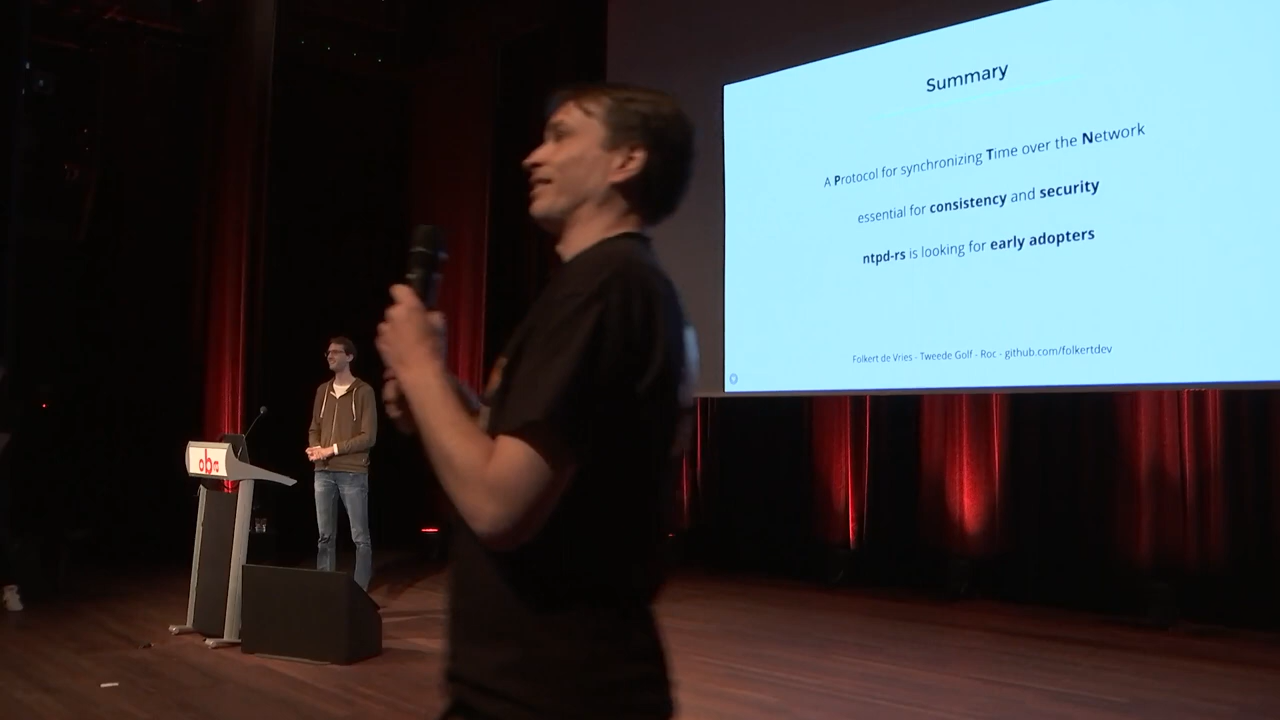 Summary
A Protocol for synchronizing Time over the Network
essential for consistency and security
ntpd-rs is looking for early adopters
Folkert de Vries - Tweede Golf - Roc - github.com/folkertdev
oba